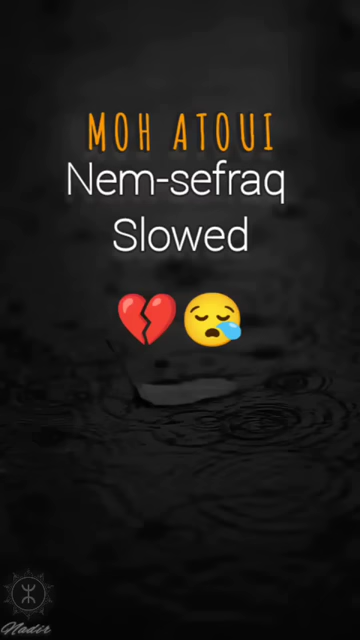 MOH ATOUI
Nem-sefraq
Slowed
💔😪
ⵣ
Nadir